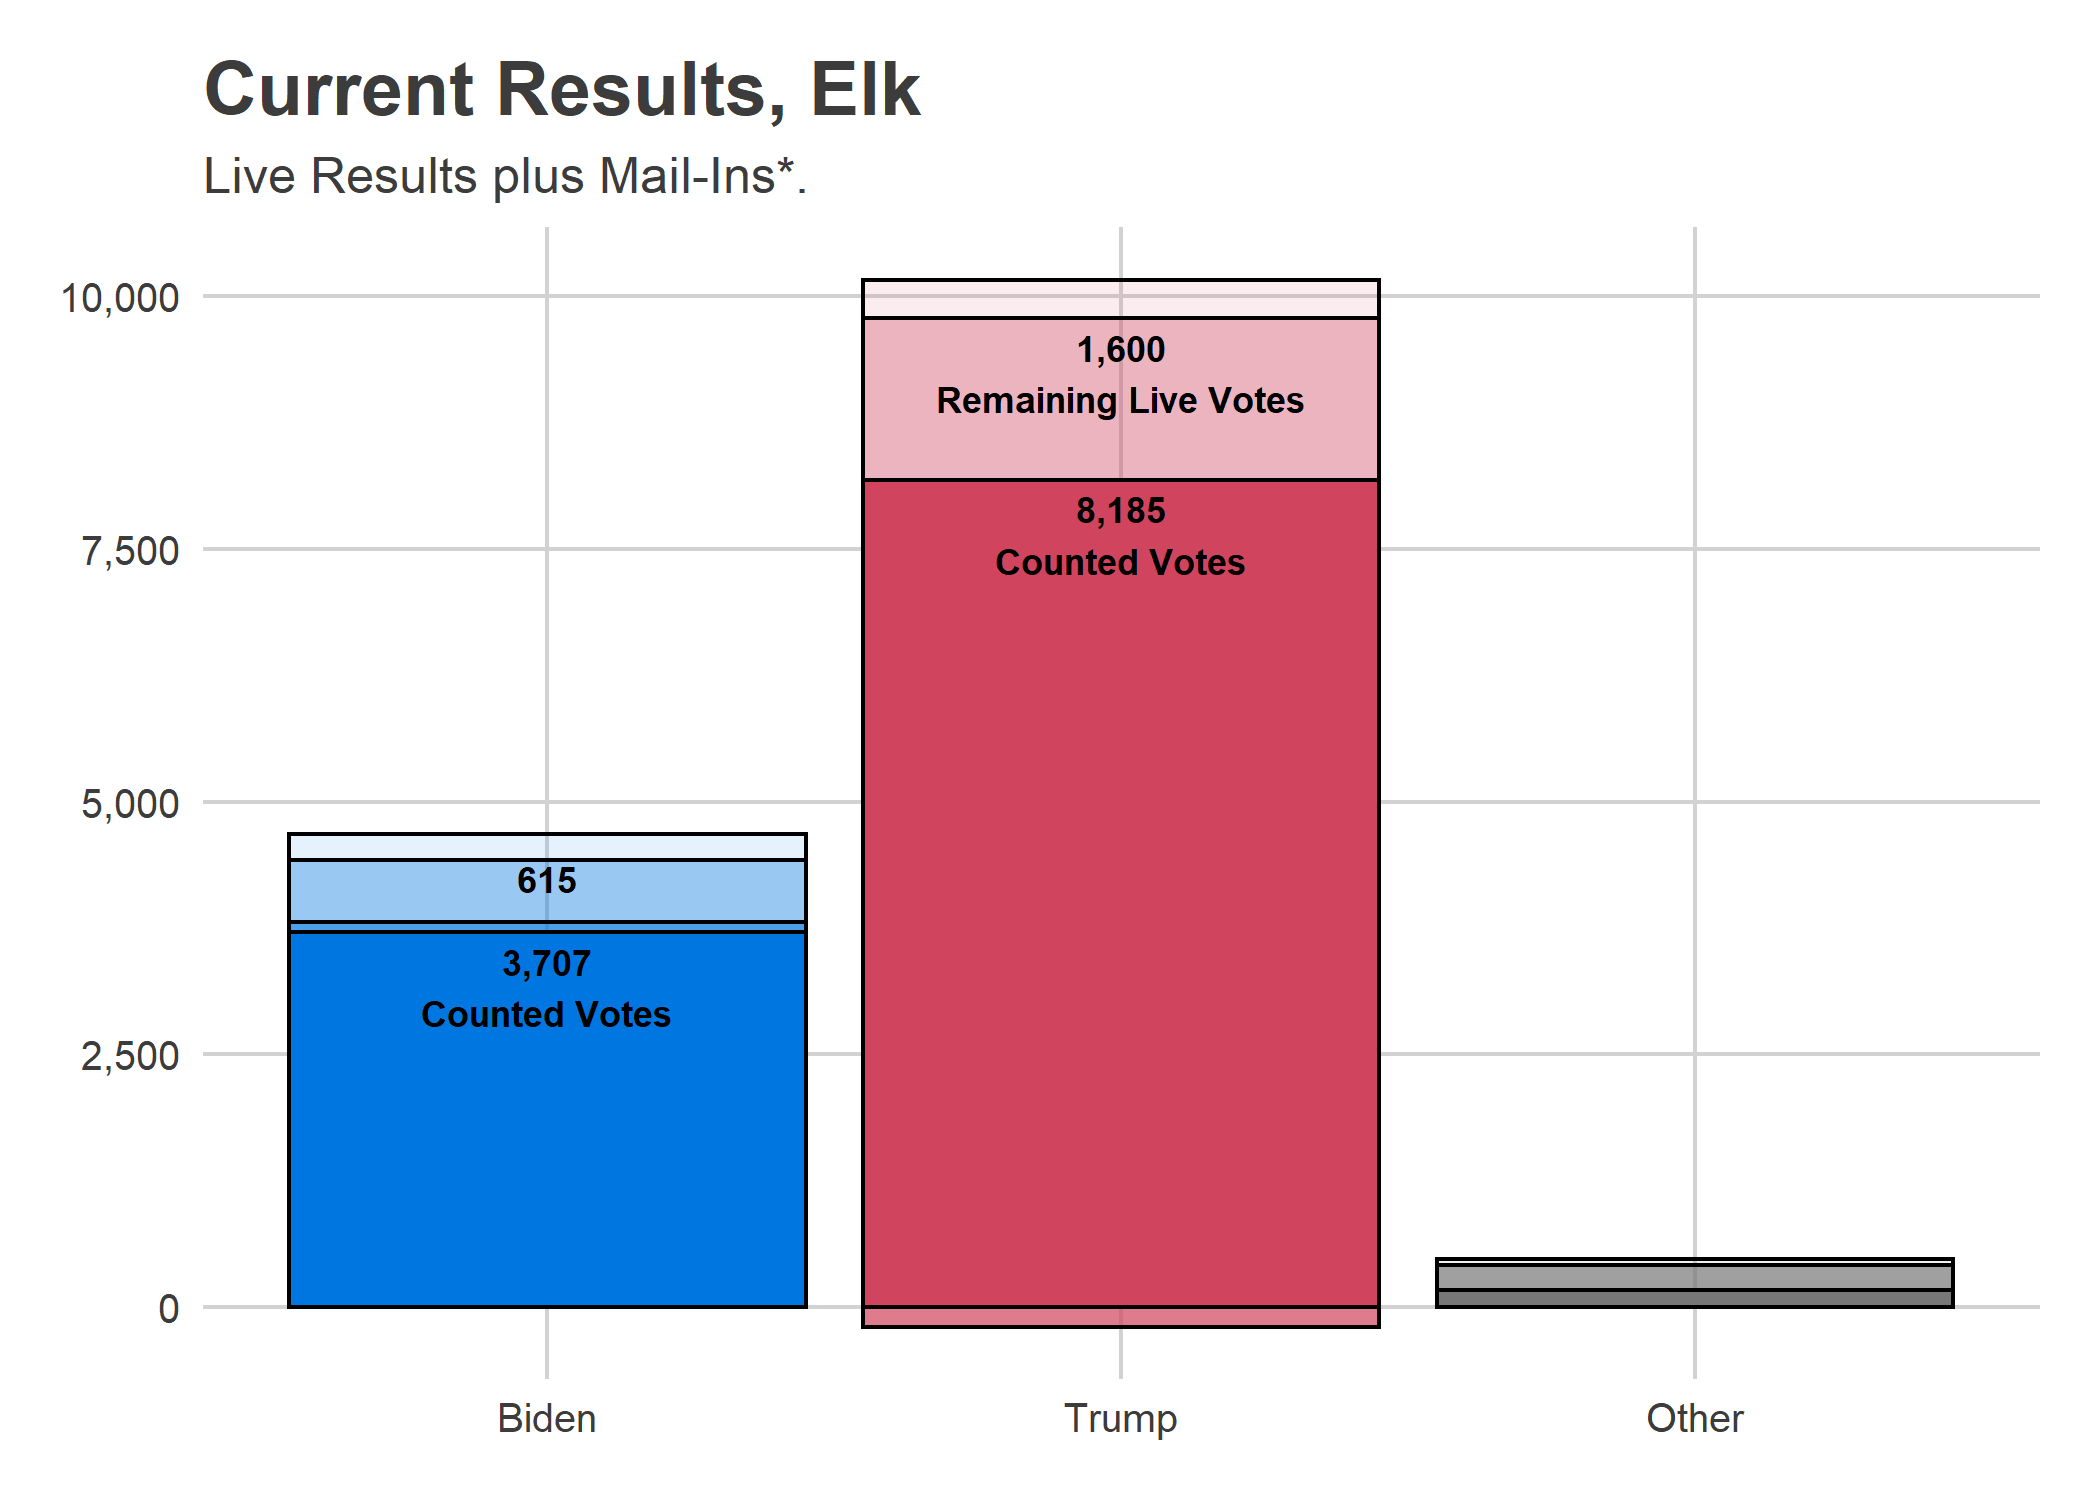 Current Results, Elk
Live Results plus Mail-Ins*.
10,000
7,500
5,000
2,500
0
1,600
Remaining Live Votes
8,185
Counted Votes
615
3,707
Counted Votes
Biden
Trump
Other